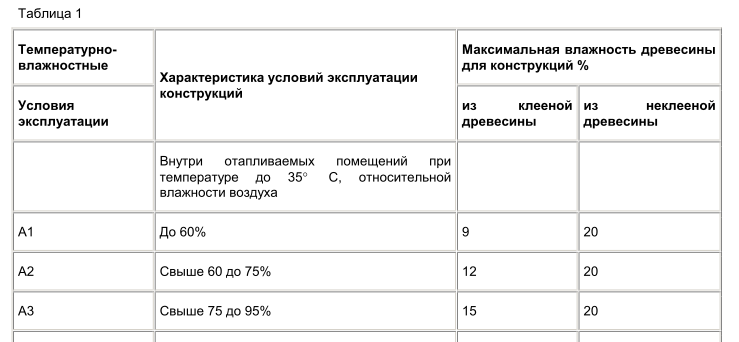 Таблица 1
Температурно-
влажностные
Характеристика условий эксплуатации
конструкций
Максимальная влажность древесины
для конструкций %
Условия
эксплуатации
из клееной
древесины
из неклееной
древесины
Внутри отапливаемых помещений при
температуре до 35° С, относительной
влажности воздуха
А1
До 60%
9
20
А2
Свыше 60 до 75%
12
20
А3
Свыше 75 до 95%
15
20